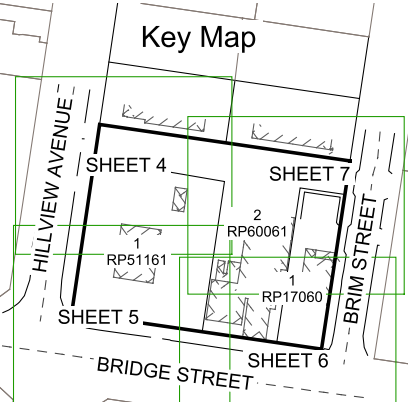 Key Map
HILLVIEW AVENUE
SHEET 4
SHEET 7
2
RP60061
1
RP51161
1
RP17060
BRIM STREET
SHEET 5
SHEET 6
BRIDGE STREET